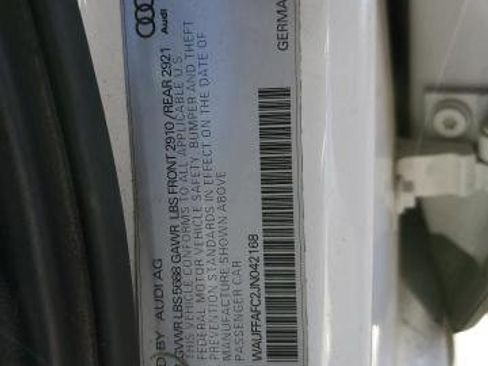 Audi
GERMA
D BY AUDI AG
GVWR LBS 5688 GAWR LBS FRONT 2910 /REAR 2921
THIS VEHICLE CONFORMS TO ALL APPLICABLE U.S.
FEDERAL MOTOR VEHICLE SAFETY, BUMPER AND THEFT
PREVENTION STANDARDS IN EFFECT ON THE DATE OF
MANUFACTURE SHOWN ABOVE
PASSENGER CAR
WAUFFAFC2JN042168